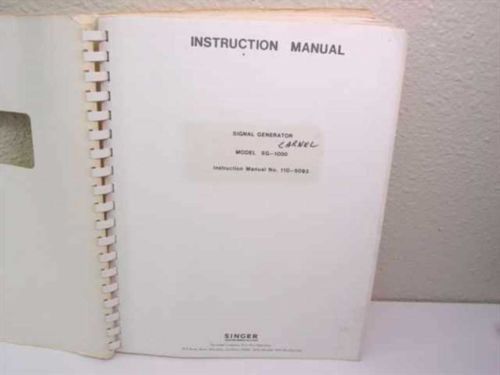 INSTRUCTION MANUAL
SIGNAL GENERATOR
CARNEL
MODEL SG-1000
Instruction Manual No. 110-5093
SINGER